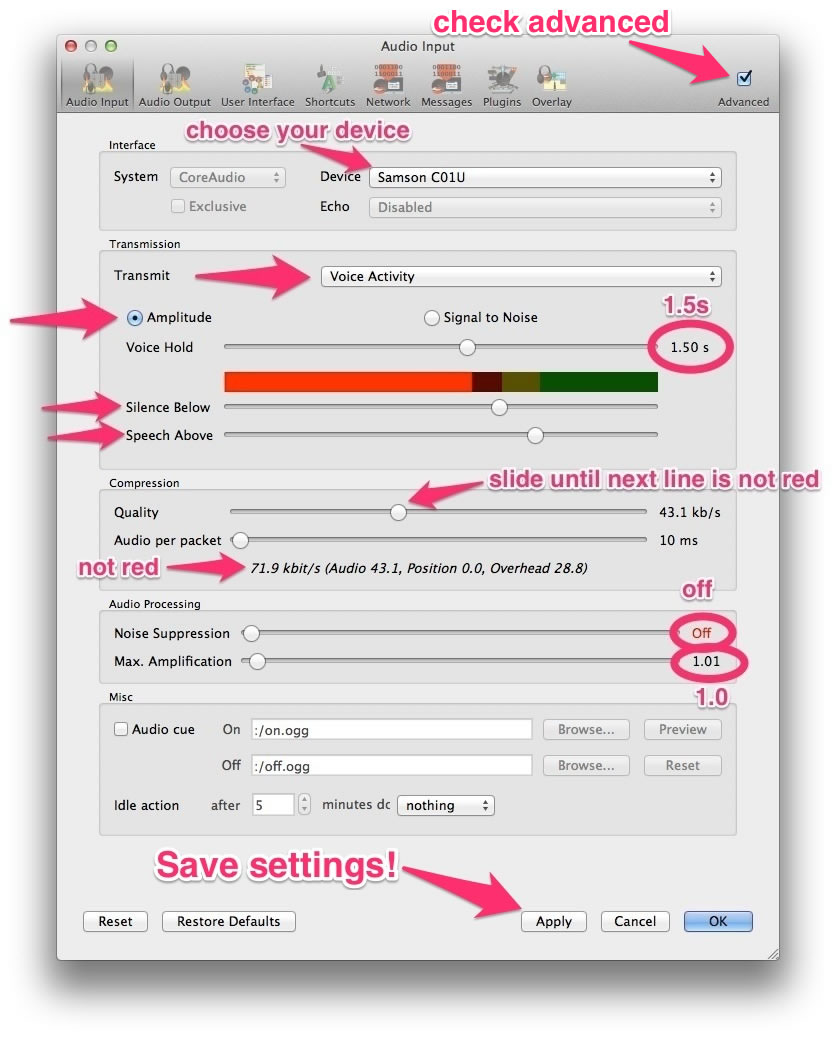 check advanced
Audio Input
Audio Input Audio Output User Interface Shortcuts Network Messages Plugins Overlay Advanced
choose your device
Interface
System CoreAudio Device Samson C01U
Exclusive Echo Disabled
Transmission
Transmit Voice Activity
1.5s
Amplitude Signal to Noise
Voice Hold 1.50 s
Silence Below
Speech Above
slide until next line is not red
Compression
Quality 43.1 kb/s
Audio per packet 10 ms
not red 71.9 kbit/s (Audio 43.1, Position 0.0, Overhead 28.8)
off
Audio Processing
Noise Suppression Off
Max. Amplification 1.01
1.0
Misc
Audio cue On :/on.ogg Browse... Preview
Off :/off.ogg Browse... Reset
Idle action after 5 minutes dc nothing
Save settings!
Reset Restore Defaults Apply Cancel OK